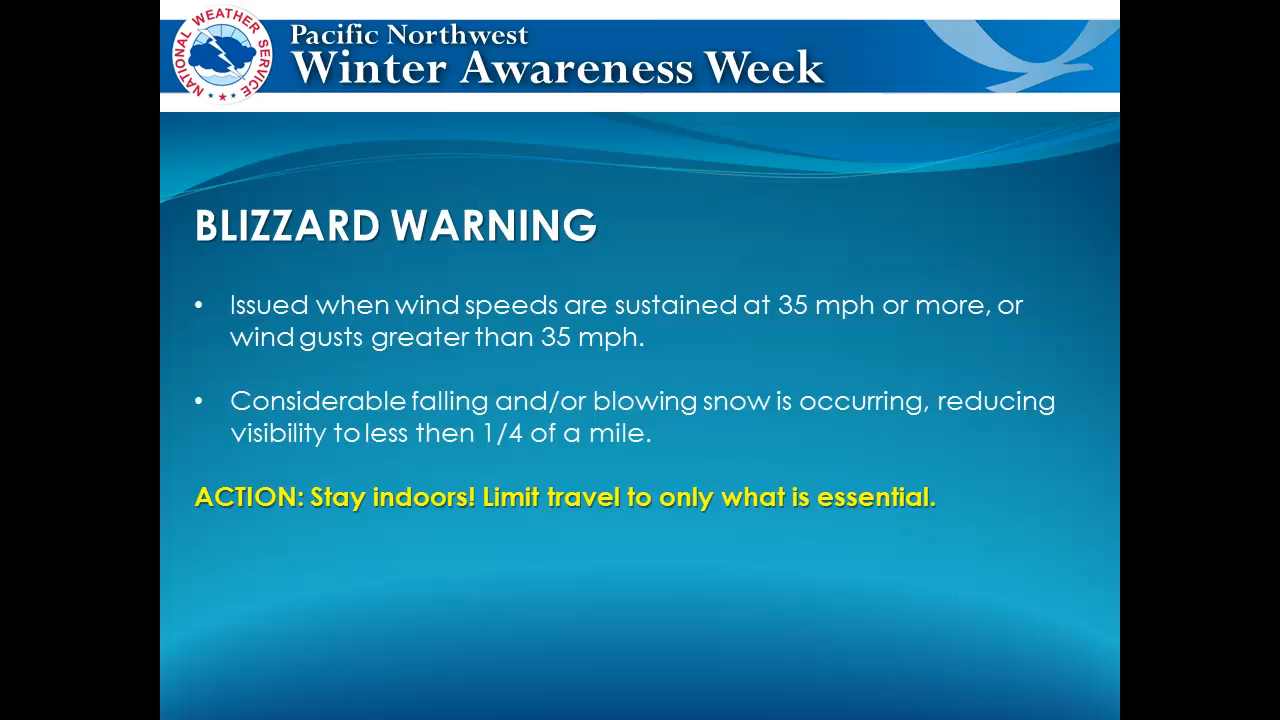 NATIONAL WEATHER SERVICE
Pacific Northwest
Winter Awareness Week
BLIZZARD WARNING
• Issued when wind speeds are sustained at 35 mph or more, or
wind gusts greater than 35 mph.
• Considerable falling and/or blowing snow is occurring, reducing
visibility to less then 1/4 of a mile.
ACTION: Stay indoors! Limit travel to only what is essential.